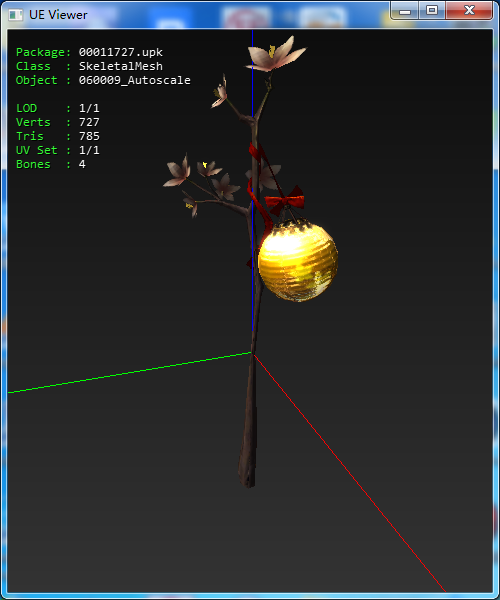 UE Viewer
Package: 00011727.upk
Class : SkeletalMesh
Object : 060009_Autoscale
LOD : 1/1
Verts : 727
Tris : 785
UV Set : 1/1
Bones : 4